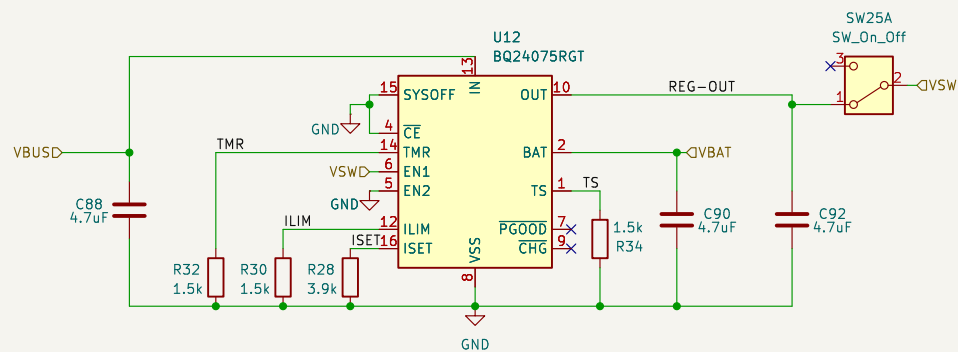 SW25A
SW_On_Off
U12
BQ24075RGT
3
2
1
VSW
13
IN
15
SYSOFF
OUT
10
REG-OUT
GND
4
CE
VBUS
TMR
14
TMR
BAT
2
VBAT
VSW
6
EN1
5
EN2
GND
TS
1
TS
C88
4.7uF
ILIM
12
ILIM
PGOOD
7
ISET
16
ISET
CHG
9
VSS
8
1.5k
R34
C90
4.7uF
C92
4.7uF
R32
1.5k
R30
1.5k
R28
3.9k
GND